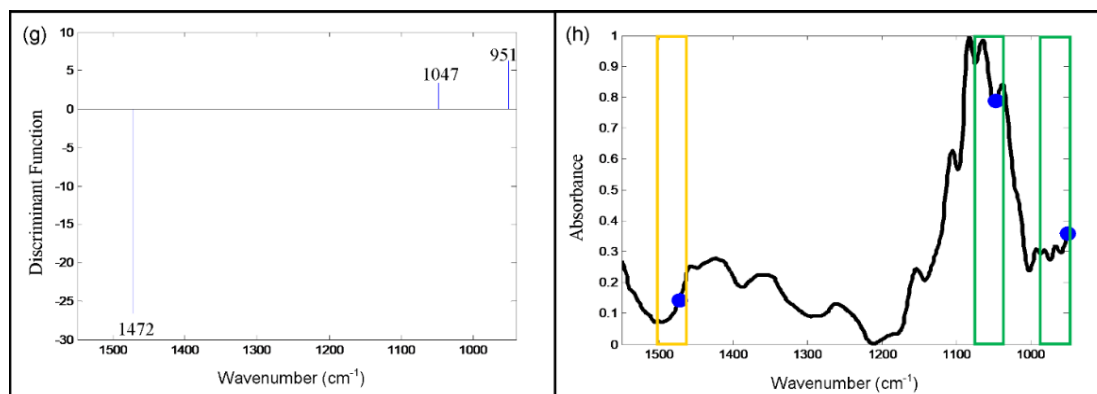 (g)
10
5
0
-5
-10
-15
-20
-25
-30
Discriminant Function
1472
1047
951
1500 1400 1300 1200 1100 1000
Wavenumber (cm⁻¹)
(h)
1
0.9
0.8
0.7
0.6
0.5
0.4
0.3
0.2
0.1
0
Absorbance
1500 1400 1300 1200 1100 1000
Wavenumber (cm⁻¹)